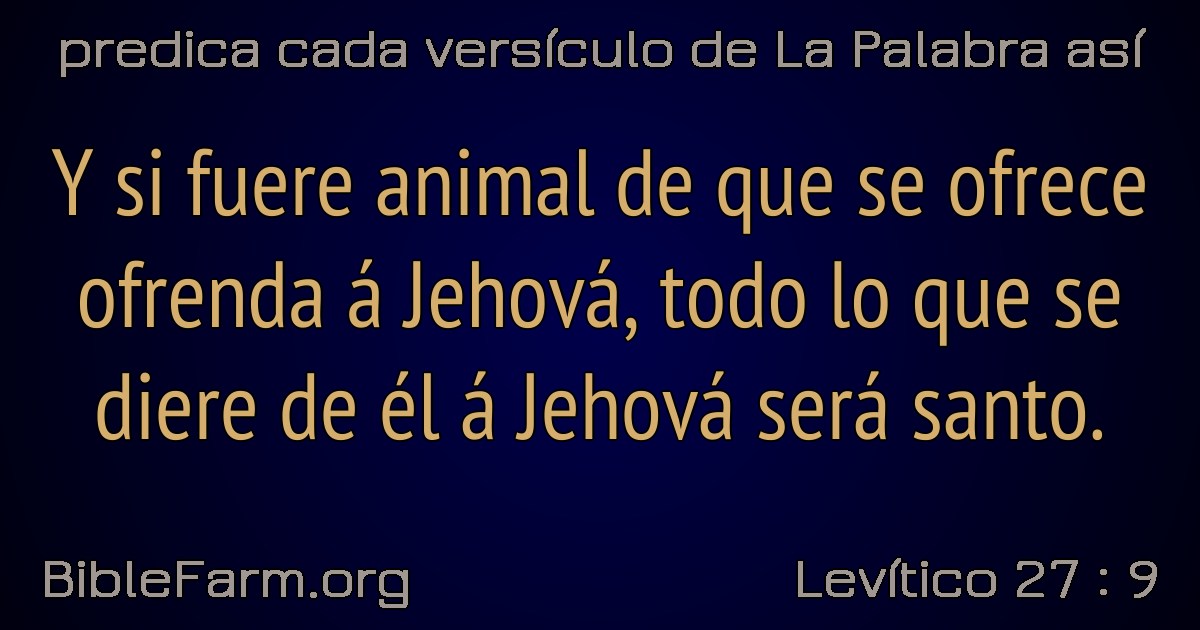 predica cada versículo de La Palabra así
Y si fuere animal de que se ofrece
ofrenda á Jehová, todo lo que se
diere de él á Jehová será santo.
BibleFarm.org
Levítico 27 : 9